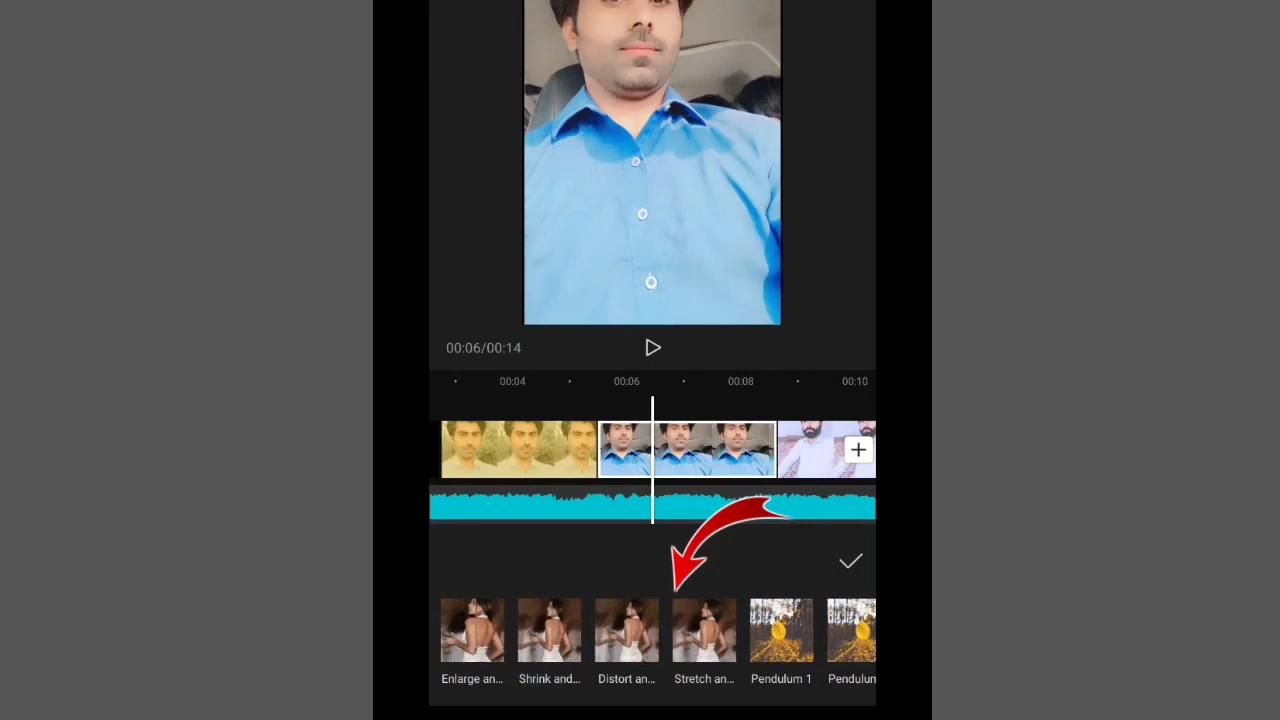 00:06/00:14
00:04 00:06 00:08 00:10
Enlarge an... Shrink and... Distort an... Stretch an... Pendulum 1 Pendulum